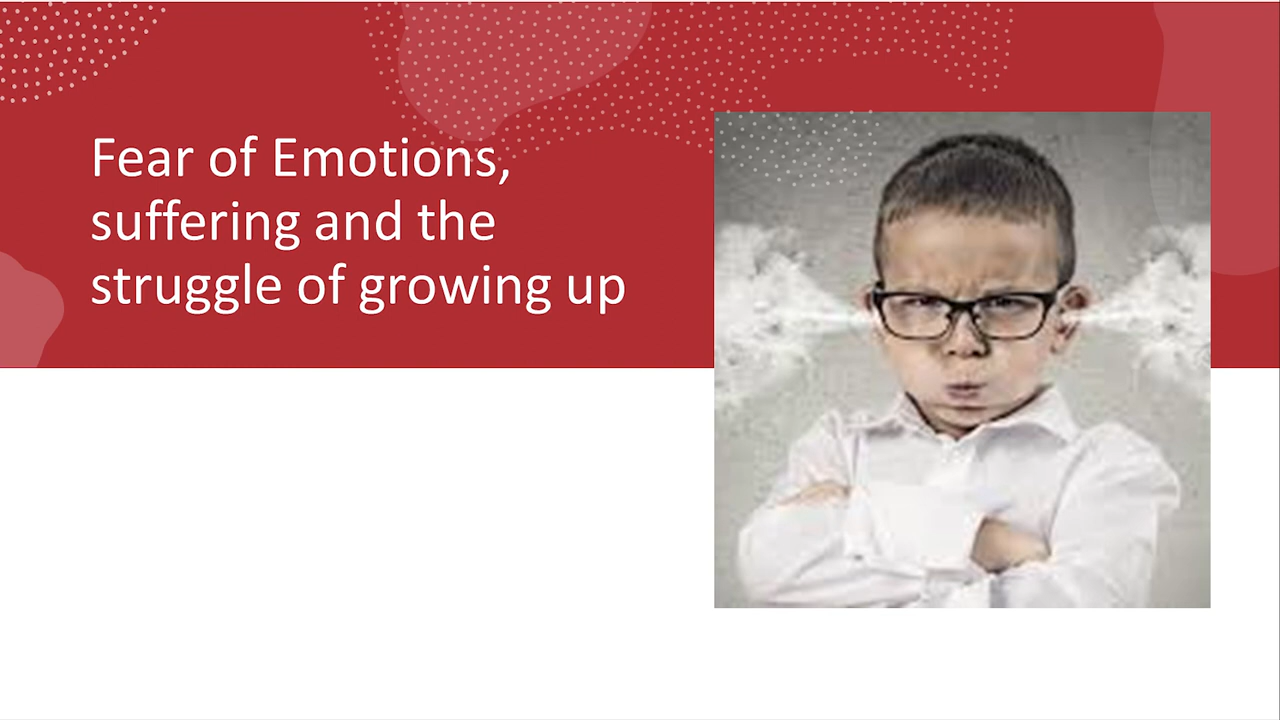 Fear of Emotions,
suffering and the
struggle of growing up